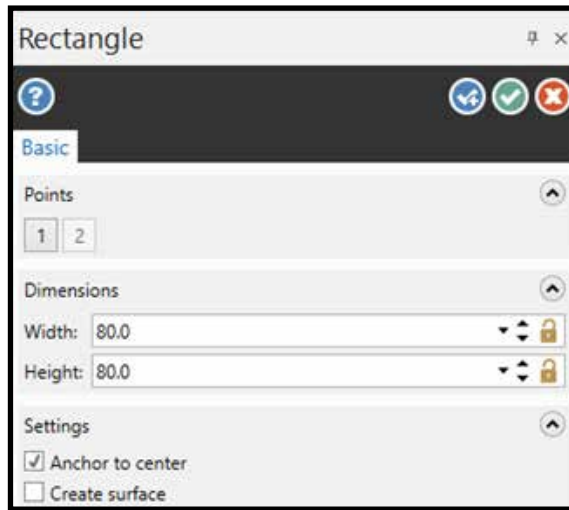 Rectangle
?
Basic
Points
1 2
Dimensions
Width: 80.0
Height: 80.0
Settings
Anchor to center
Create surface